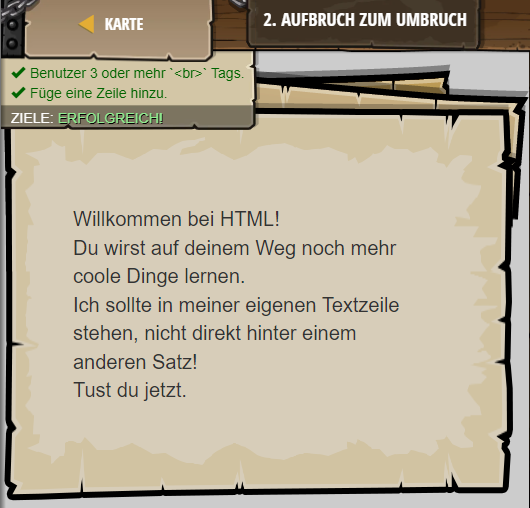 KARTE
2. AUFBRUCH ZUM UMBRUCH
Benutzer 3 oder mehr `<br>` Tags.
Füge eine Zeile hinzu.
ZIELE: ERFOLGREICH!
Willkommen bei HTML!
Du wirst auf deinem Weg noch mehr
coole Dinge lernen.
Ich sollte in meiner eigenen Textzeile
stehen, nicht direkt hinter einem
anderen Satz!
Tust du jetzt.